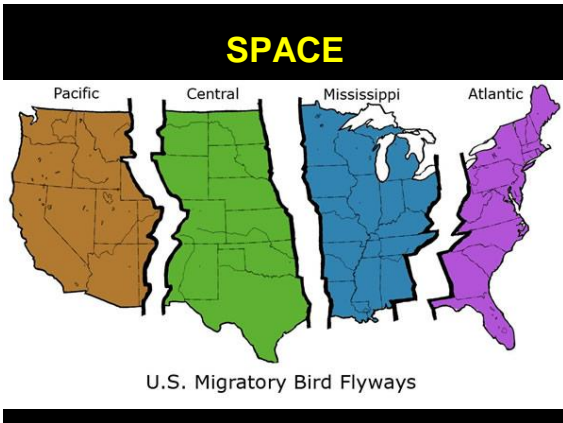 SPACE
Pacific Central Mississippi Atlantic
U.S. Migratory Bird Flyways